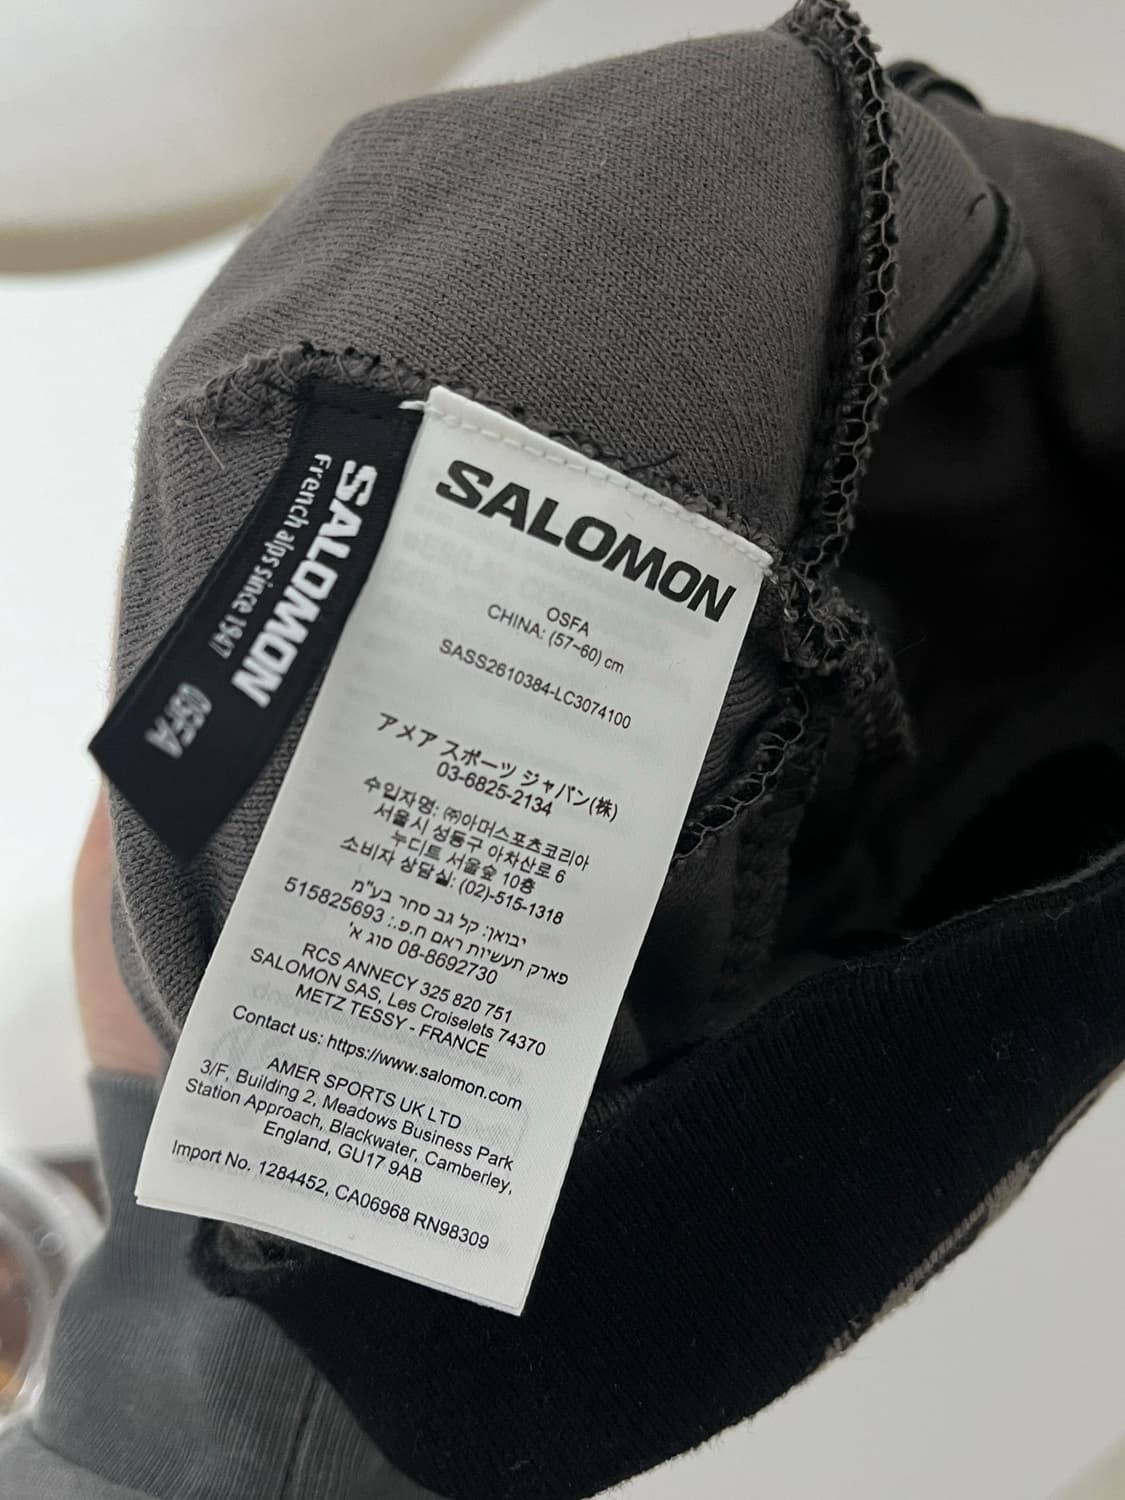 SALOMON
French alps since 1947
OSFA
SALOMON
OSFA
CHINA: (57~60) cm
SASS2610384-LC3074100
アメア スポーツ ジャパン(株)
03-6825-2134
수입자명: ㈜아머스포츠코리아
서울시 성동구 아차산로 6
누디트 서울숲 10층
소비자 상담실: (02)-515-1318
יבואן: קל גב סחר בע"מ
ח.פ.: 515825693
פארק תעשיות ראם
08-8692730 סוג א'
RCS ANNECY 325 820 751
SALOMON SAS, Les Croiselets 74370
METZ TESSY - FRANCE
Contact us: https://www.salomon.com
AMER SPORTS UK LTD
3/F, Building 2, Meadows Business Park
Station Approach, Blackwater, Camberley,
England, GU17 9AB
Import No. 1284452, CA06968 RN98309